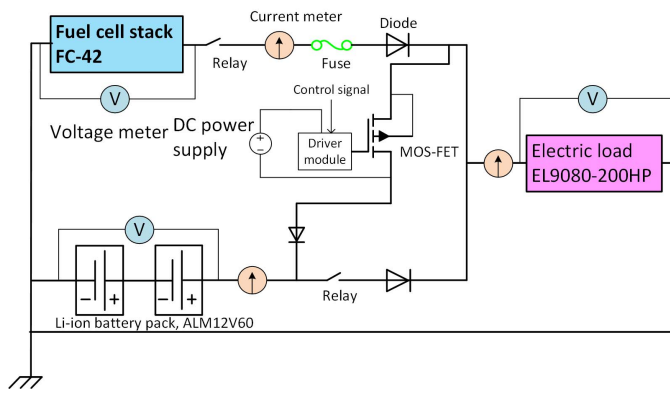 Fuel cell stack
FC-42
Current meter
Diode
Relay
Fuse
V
V
Voltage meter
DC power
supply
Control signal
+
−
Driver
module
MOS-FET
Electric load
EL9080-200HP
V
− +
− +
Relay
Li-ion battery pack, ALM12V60